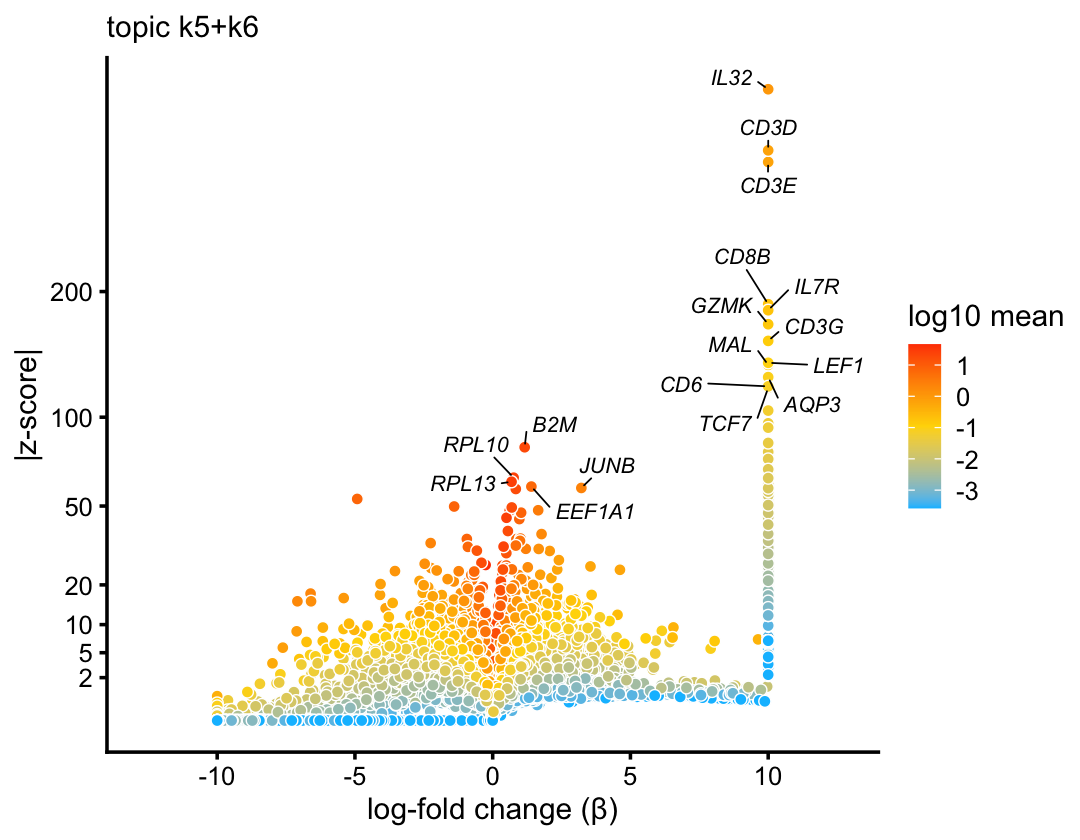 topic k5+k6
IL32
CD3D
CD3E
CD8B
IL7R
GZMK
CD3G
MAL
LEF1
CD6
AQP3
TCF7
B2M
RPL10
JUNB
RPL13
EEF1A1
|z-score|
200
100
50
20
10
5
2
-10
-5
0
5
10
log-fold change (β)
log10 mean
1
0
-1
-2
-3